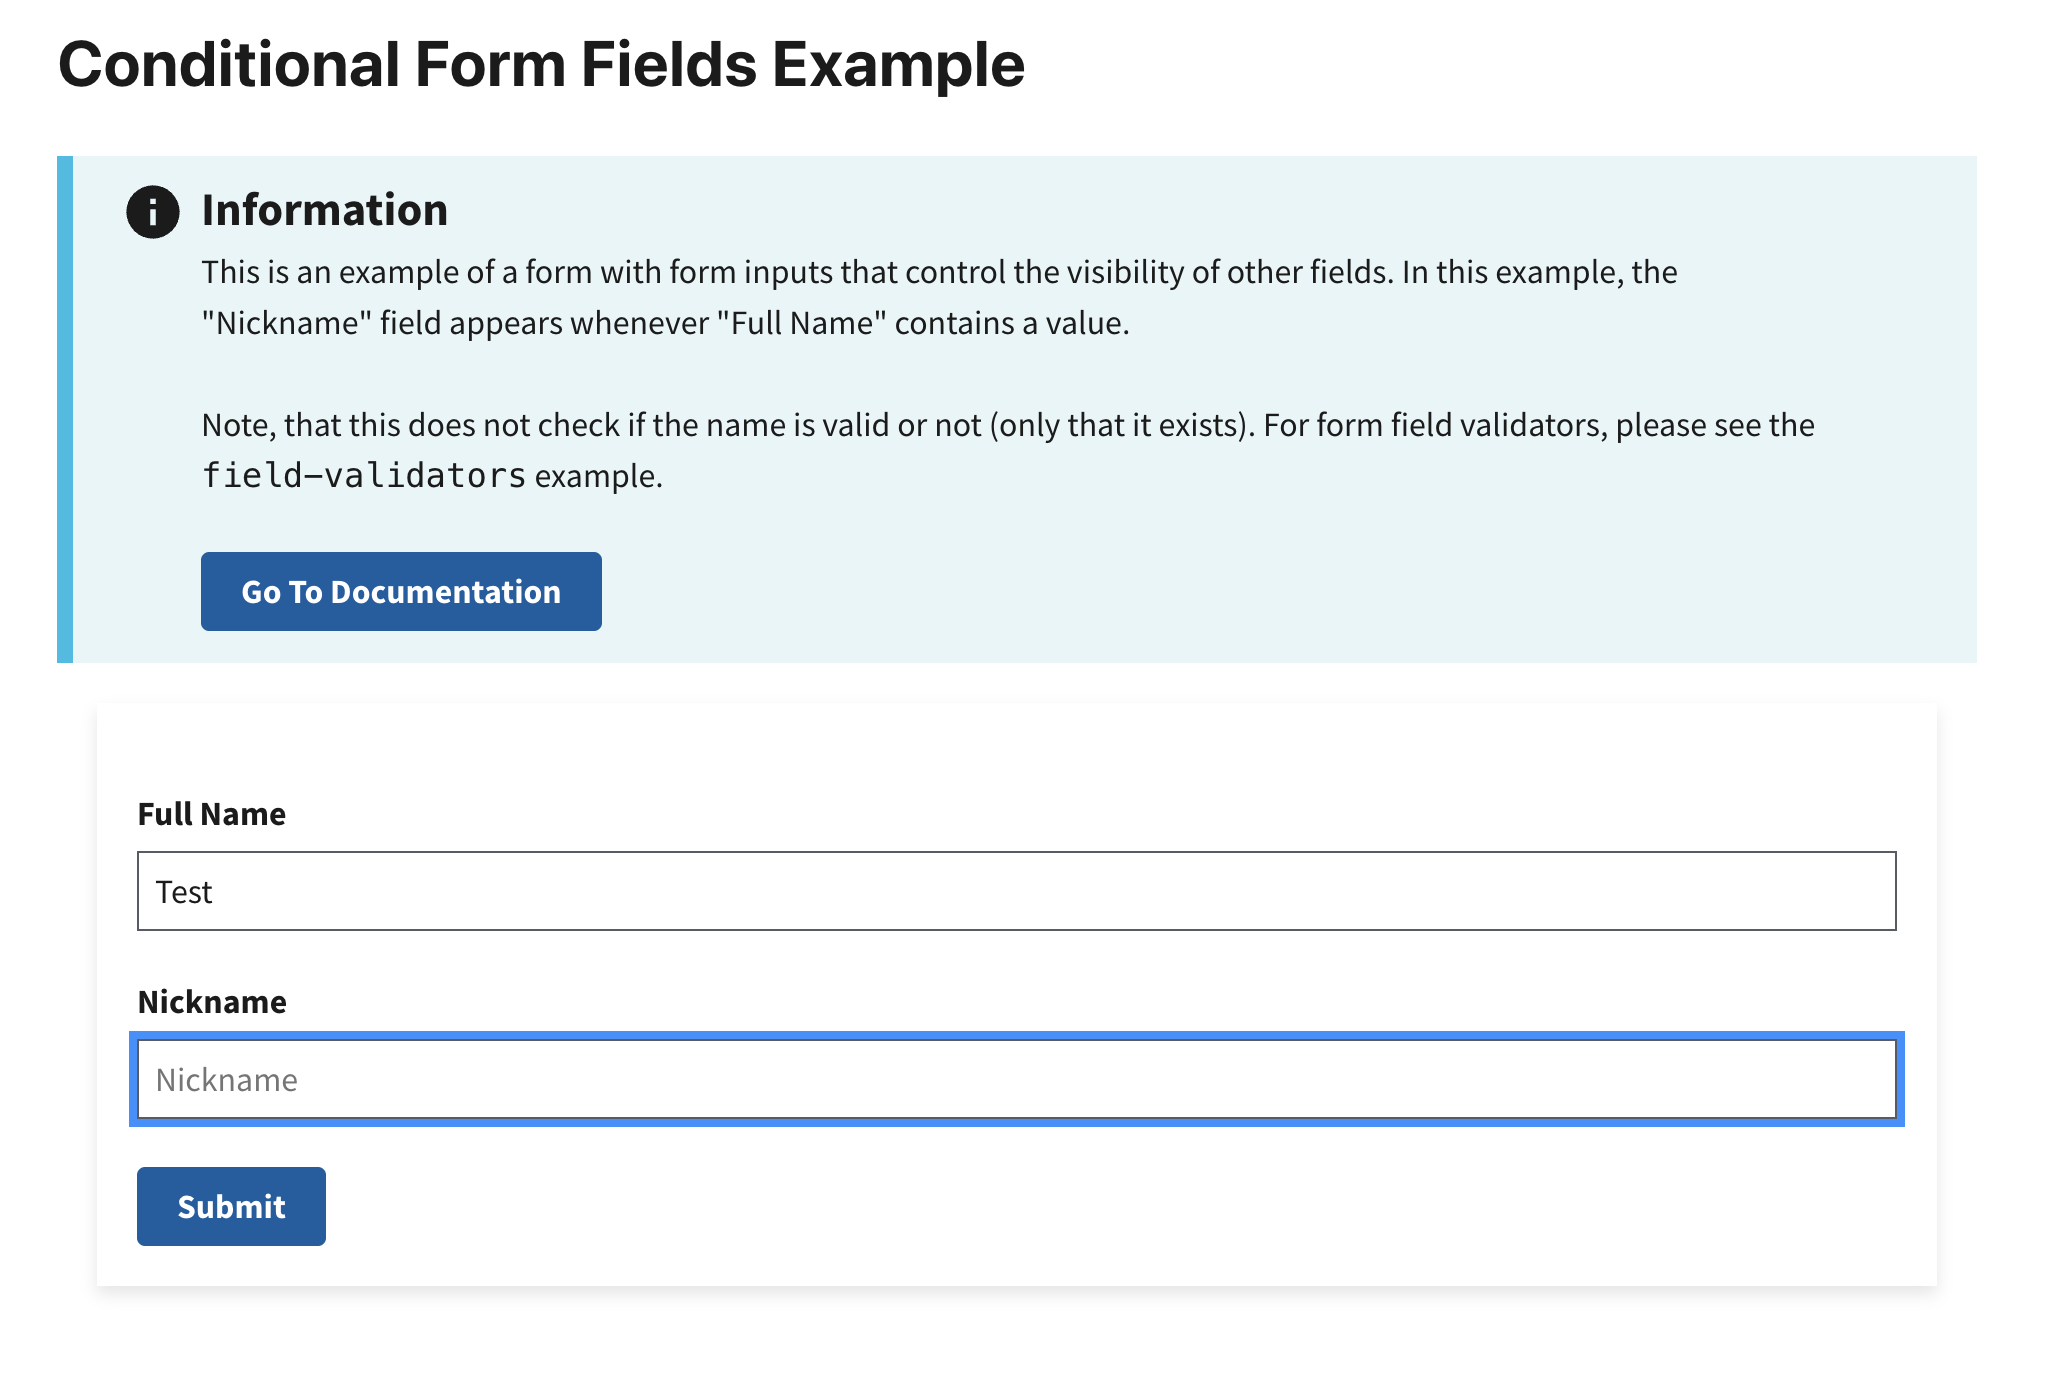 Conditional Form Fields Example
Information
This is an example of a form with form inputs that control the visibility of other fields. In this example, the
"Nickname" field appears whenever "Full Name" contains a value.
Note, that this does not check if the name is valid or not (only that it exists). For form field validators, please see the
field-validators example.
Go To Documentation
Full Name
Test
Nickname
Nickname
Submit